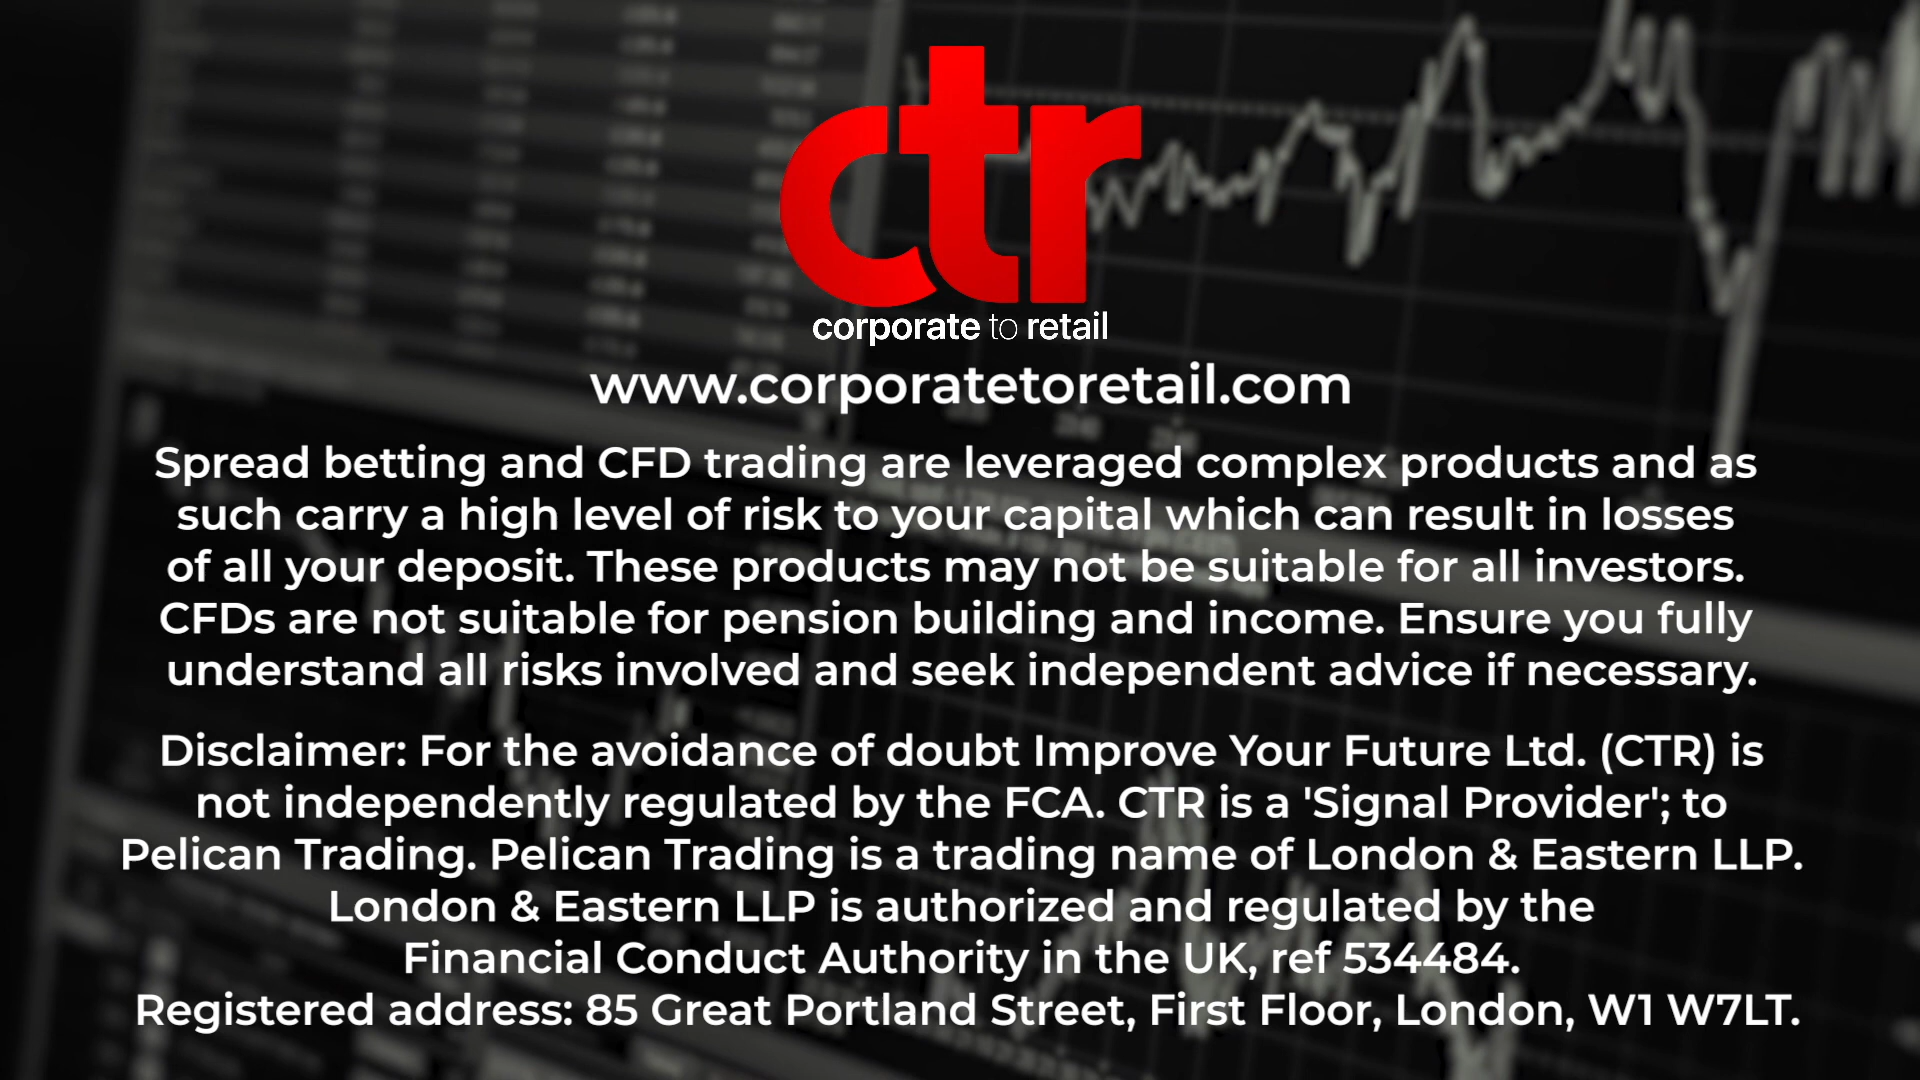 ctr
corporate to retail
www.corporatetoretail.com
Spread betting and CFD trading are leveraged complex products and as
such carry a high level of risk to your capital which can result in losses
of all your deposit. These products may not be suitable for all investors.
CFDs are not suitable for pension building and income. Ensure you fully
understand all risks involved and seek independent advice if necessary.
Disclaimer: For the avoidance of doubt Improve Your Future Ltd. (CTR) is
not independently regulated by the FCA. CTR is a 'Signal Provider'; to
Pelican Trading. Pelican Trading is a trading name of London & Eastern LLP.
London & Eastern LLP is authorized and regulated by the
Financial Conduct Authority in the UK, ref 534484.
Registered address: 85 Great Portland Street, First Floor, London, W1 W7LT.